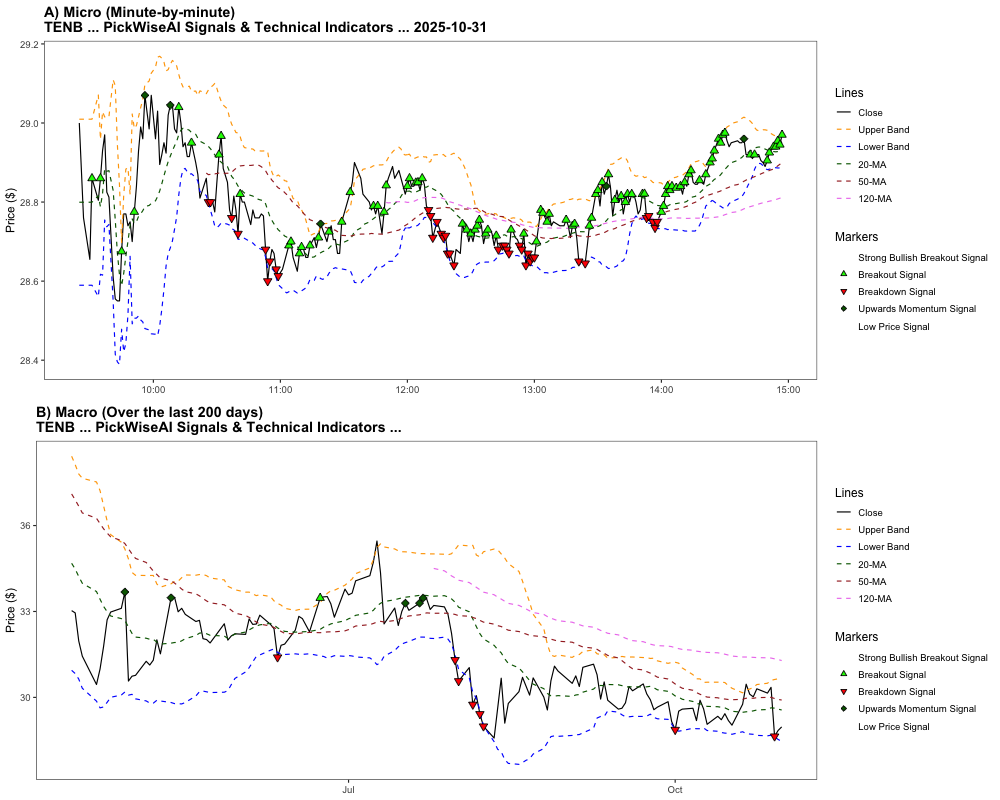 A) Micro (Minute-by-minute)
TENB ... PickWiseAI Signals & Technical Indicators ... 2025-10-31
Price ($)
29.2
29.0
28.8
28.6
28.4
10:00
11:00
12:00
13:00
14:00
15:00
Lines
Close
Upper Band
Lower Band
20-MA
50-MA
120-MA
Markers
Strong Bullish Breakout Signal
Breakout Signal
Breakdown Signal
Upwards Momentum Signal
Low Price Signal
B) Macro (Over the last 200 days)
TENB ... PickWiseAI Signals & Technical Indicators ...
Price ($)
36
33
30
Jul
Oct
Lines
Close
Upper Band
Lower Band
20-MA
50-MA
120-MA
Markers
Strong Bullish Breakout Signal
Breakout Signal
Breakdown Signal
Upwards Momentum Signal
Low Price Signal